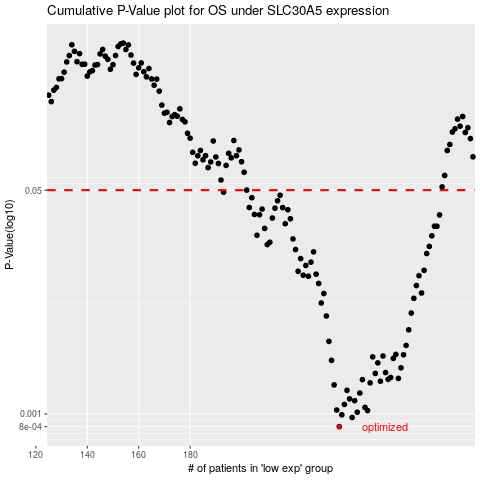 Cumulative P-Value plot for OS under SLC30A5 expression
P-Value(log10)
0.05
0.001
8e-04
optimized
120 140 160 180
# of patients in 'low exp' group